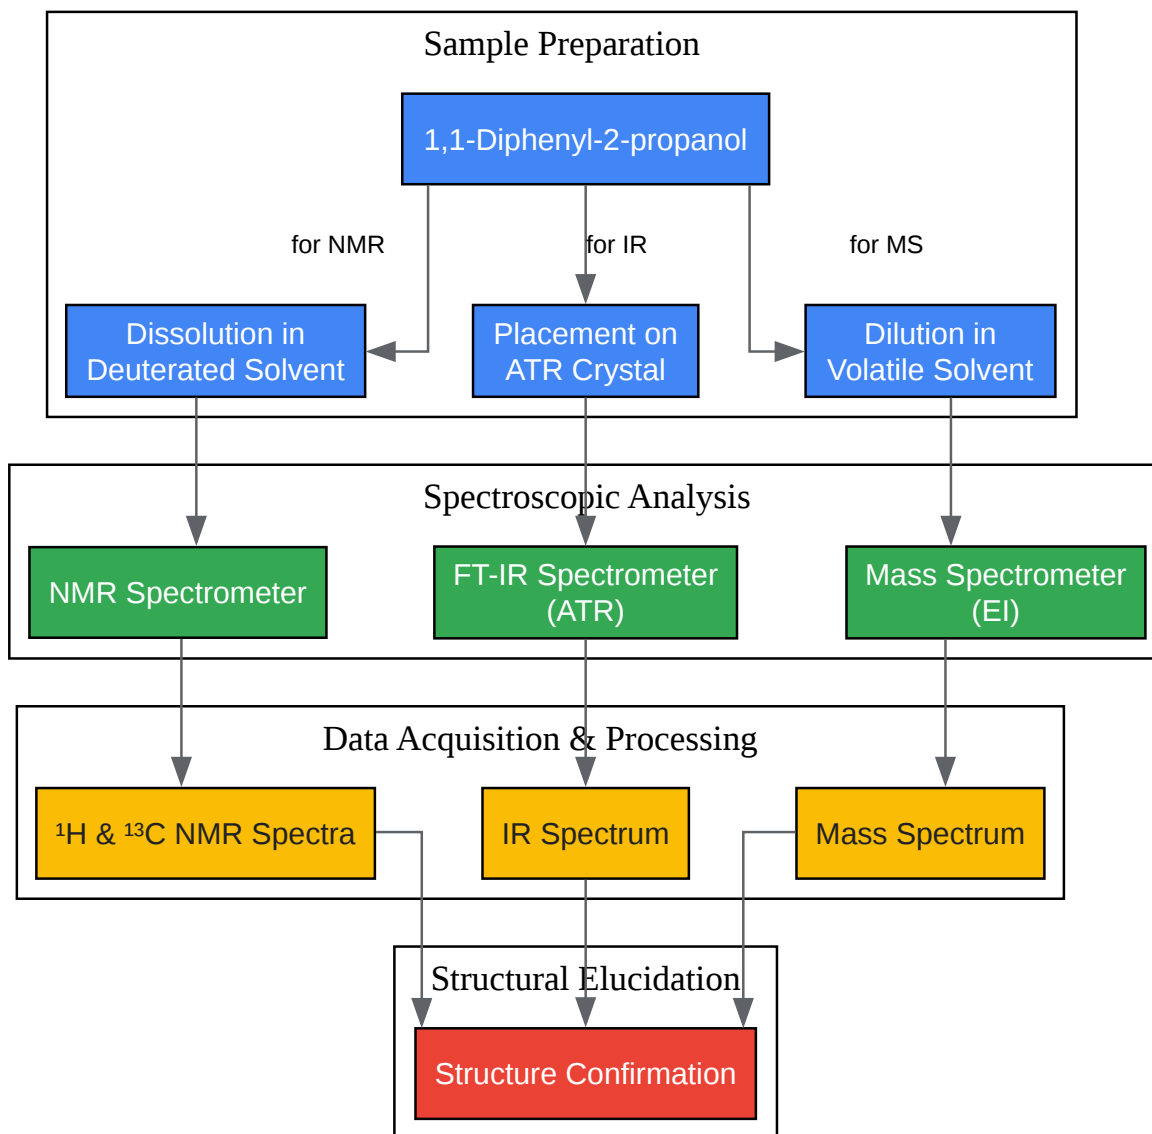 Sample Preparation
1,1-Diphenyl-2-propanol
for NMR
for IR
for MS
Dissolution in
Deuterated Solvent
Placement on
ATR Crystal
Dilution in
Volatile Solvent
Spectroscopic Analysis
NMR Spectrometer
FT-IR Spectrometer
(ATR)
Mass Spectrometer
(EI)
Data Acquisition & Processing
¹H & ¹³C NMR Spectra
IR Spectrum
Mass Spectrum
Structural Elucidation
Structure Confirmation